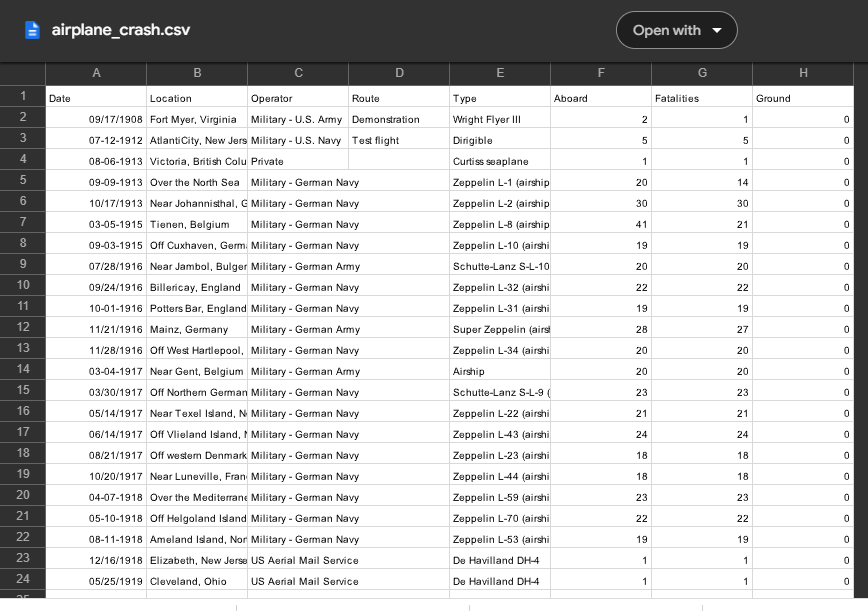 airplane_crash.csv Open with
A B C D E F G H
1 Date Location Operator Route Type Aboard Fatalities Ground
2 09/17/1908 Fort Myer, Virginia Military - U.S. Army Demonstration Wright Flyer III 2 1 0
3 07-12-1912 AtlantiCity, New Jers Military - U.S. Navy Test flight Dirigible 5 5 0
4 08-06-1913 Victoria, British Colu Private Curtiss seaplane 1 1 0
5 09-09-1913 Over the North Sea Military - German Navy Zeppelin L-1 (airship 20 14 0
6 10/17/1913 Near Johannisthal, G Military - German Navy Zeppelin L-2 (airship 30 30 0
7 03-05-1915 Tienen, Belgium Military - German Navy Zeppelin L-8 (airship 41 21 0
8 09-03-1915 Off Cuxhaven, Germ Military - German Navy Zeppelin L-10 (airshi 19 19 0
9 07/28/1916 Near Jambol, Bulger Military - German Army Schutte-Lanz S-L-10 20 20 0
10 09/24/1916 Billericay, England Military - German Navy Zeppelin L-32 (airshi 22 22 0
11 10-01-1916 Potters Bar, England Military - German Navy Zeppelin L-31 (airshi 19 19 0
12 11/21/1916 Mainz, Germany Military - German Army Super Zeppelin (airsh 28 27 0
13 11/28/1916 Off West Hartlepool, Military - German Navy Zeppelin L-34 (airshi 20 20 0
14 03-04-1917 Near Gent, Belgium Military - German Army Airship 20 20 0
15 03/30/1917 Off Northern German Military - German Navy Schutte-Lanz S-L-9 ( 23 23 0
16 05/14/1917 Near Texel Island, N Military - German Navy Zeppelin L-22 (airshi 21 21 0
17 06/14/1917 Off Vlieland Island, N Military - German Navy Zeppelin L-43 (airshi 24 24 0
18 08/21/1917 Off western Denmark Military - German Navy Zeppelin L-23 (airshi 18 18 0
19 10/20/1917 Near Luneville, Fran Military - German Navy Zeppelin L-44 (airshi 18 18 0
20 04-07-1918 Over the Mediterrane Military - German Navy Zeppelin L-59 (airshi 23 23 0
21 05-10-1918 Off Helgoland Island Military - German Navy Zeppelin L-70 (airshi 22 22 0
22 08-11-1918 Ameland Island, Nor Military - German Navy Zeppelin L-53 (airshi 19 19 0
23 12/16/1918 Elizabeth, New Jerse US Aerial Mail Service De Havilland DH-4 1 1 0
24 05/25/1919 Cleveland, Ohio US Aerial Mail Service De Havilland DH-4 1 1 0